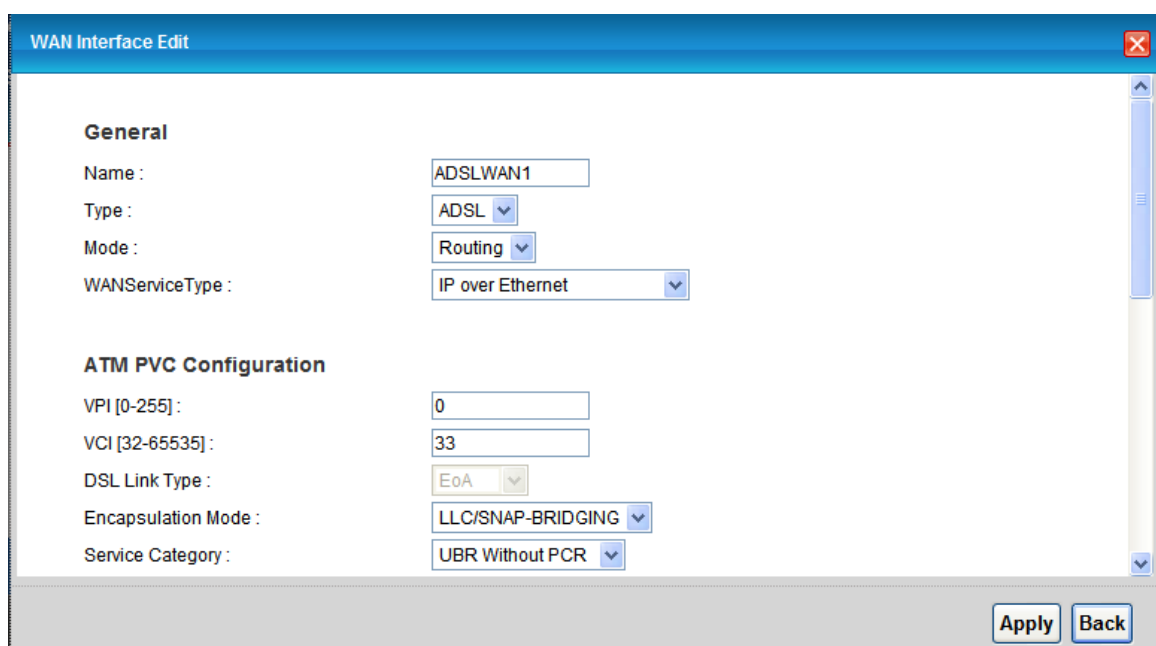 WAN Interface Edit
General
Name : ADSLWAN1
Type : ADSL
Mode : Routing
WANServiceType : IP over Ethernet
ATM PVC Configuration
VPI [0-255] : 0
VCI [32-65535] : 33
DSL Link Type : EoA
Encapsulation Mode : LLC/SNAP-BRIDGING
Service Category : UBR Without PCR
Apply Back